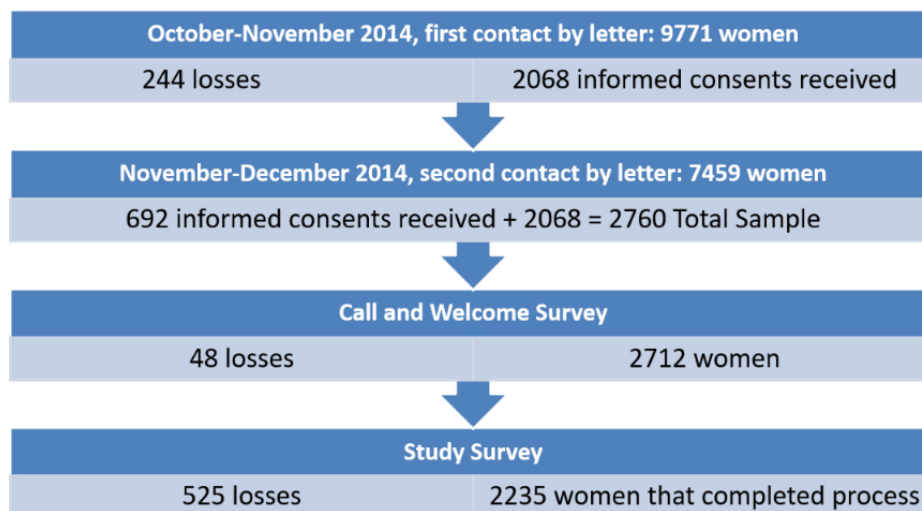 October-November 2014, first contact by letter: 9771 women
244 losses
2068 informed consents received
November-December 2014, second contact by letter: 7459 women
692 informed consents received + 2068 = 2760 Total Sample
Call and Welcome Survey
48 losses
2712 women
Study Survey
525 losses
2235 women that completed process